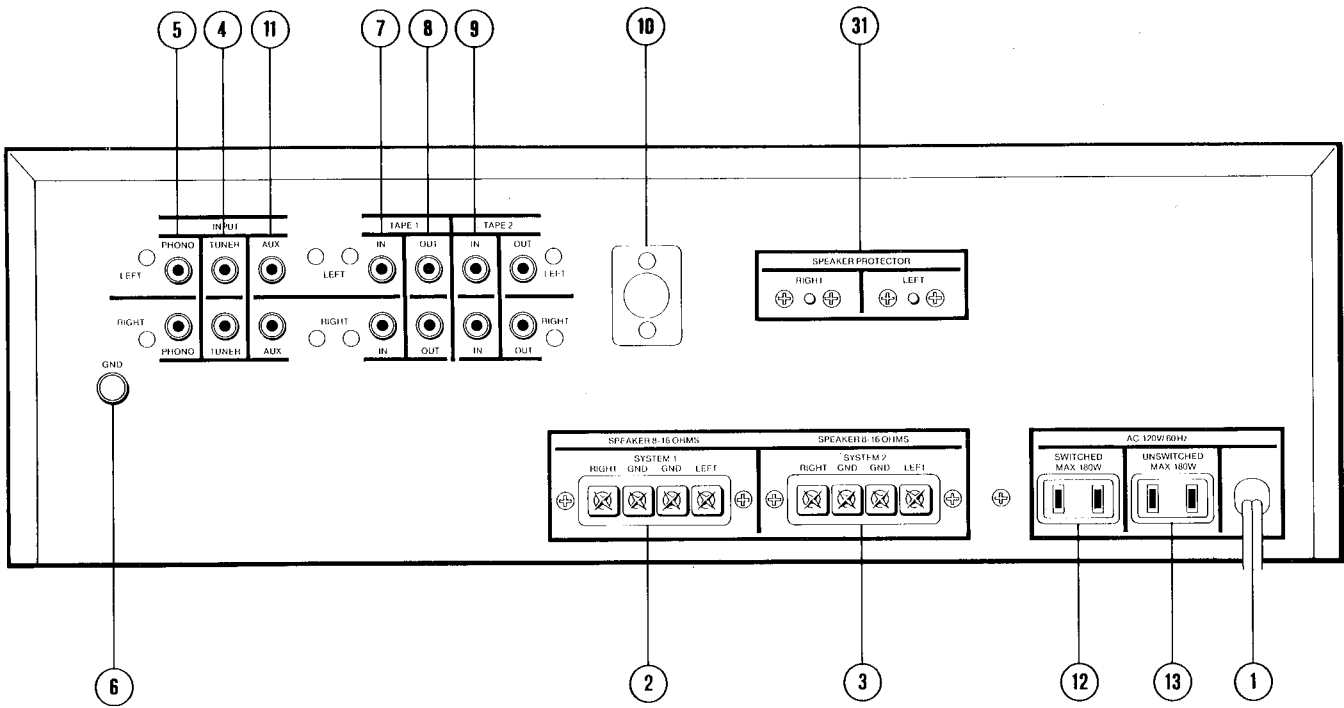 5 4 11 7 8 9 10 31
INPUT
PHONO TUNER AUX
LEFT
RIGHT
PHONO TUNER AUX
TAPE 1 TAPE 2
IN OUT IN OUT
LEFT LEFT
RIGHT RIGHT
IN OUT IN OUT
SPEAKER PROTECTOR
RIGHT LEFT
GND
SPEAKER 8-16 OHMS SPEAKER 8-16 OHMS
SYSTEM 1 SYSTEM 2
RIGHT GND GND LEFT RIGHT GND GND LEFT
AC 120V/60Hz
SWITCHED UNSWITCHED
MAX 180W MAX 180W
6 2 3 12 13 1